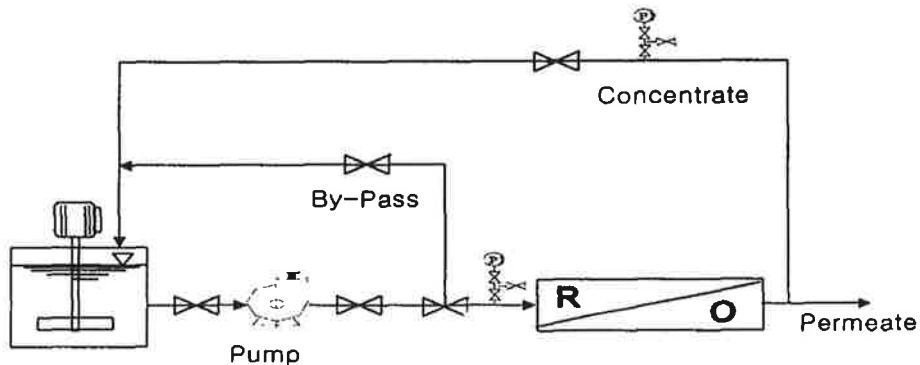 P
Concentrate
By-Pass
P
R
O
Permeate
Pump